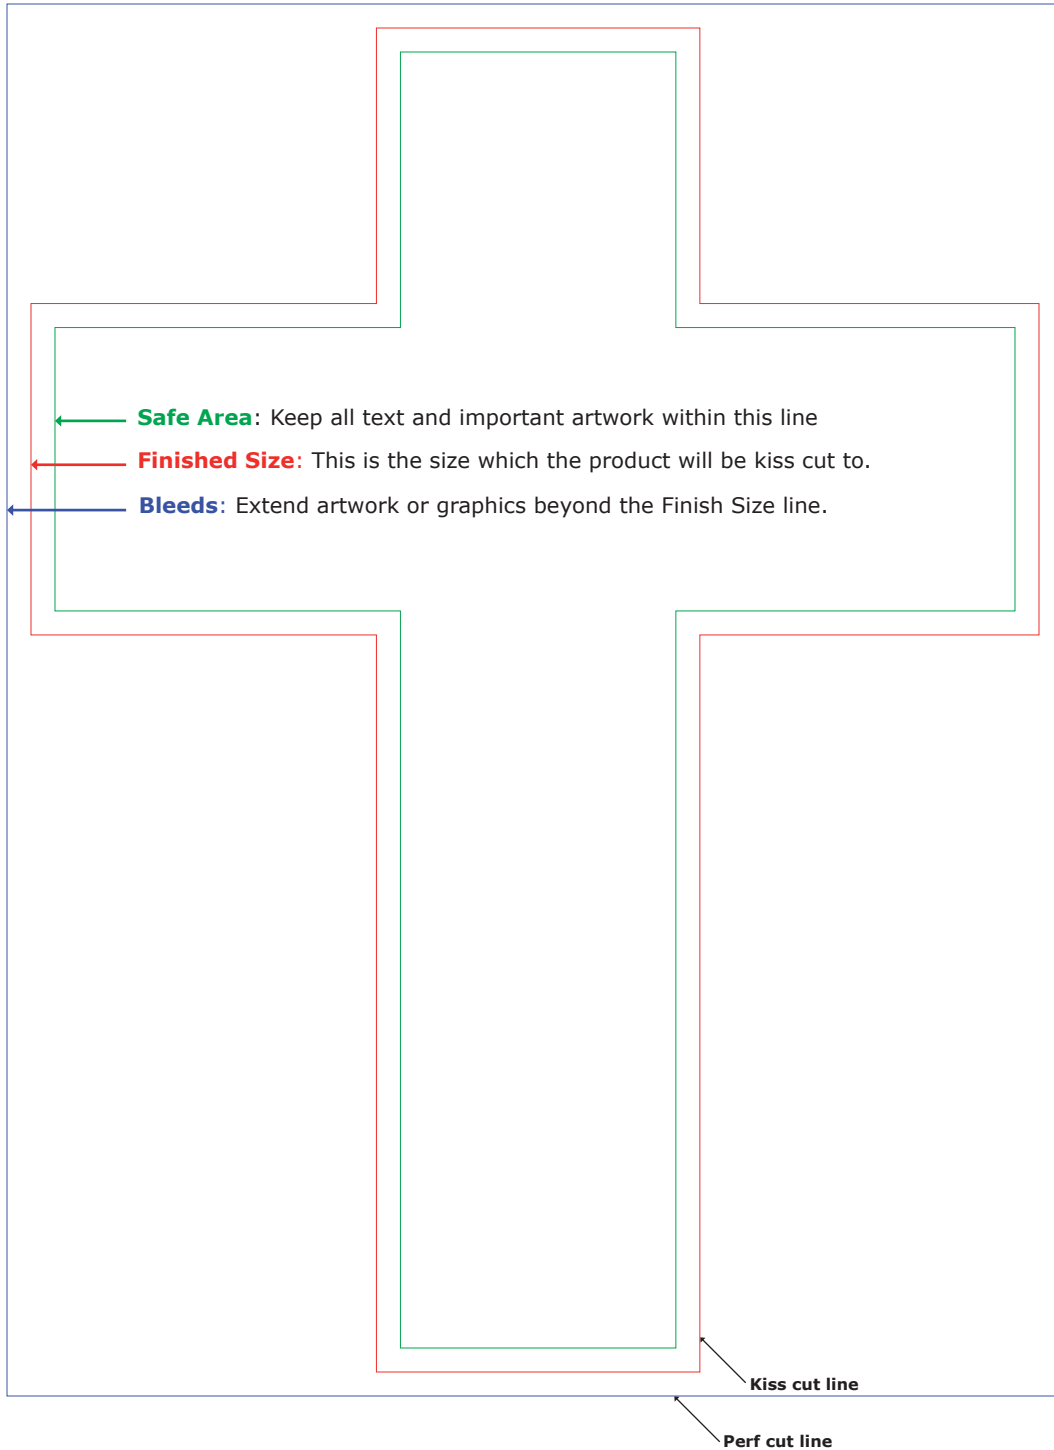 Safe Area: Keep all text and important artwork within this line
Finished Size: This is the size which the product will be kiss cut to.
Bleeds: Extend artwork or graphics beyond the Finish Size line.
Kiss cut line
Perf cut line